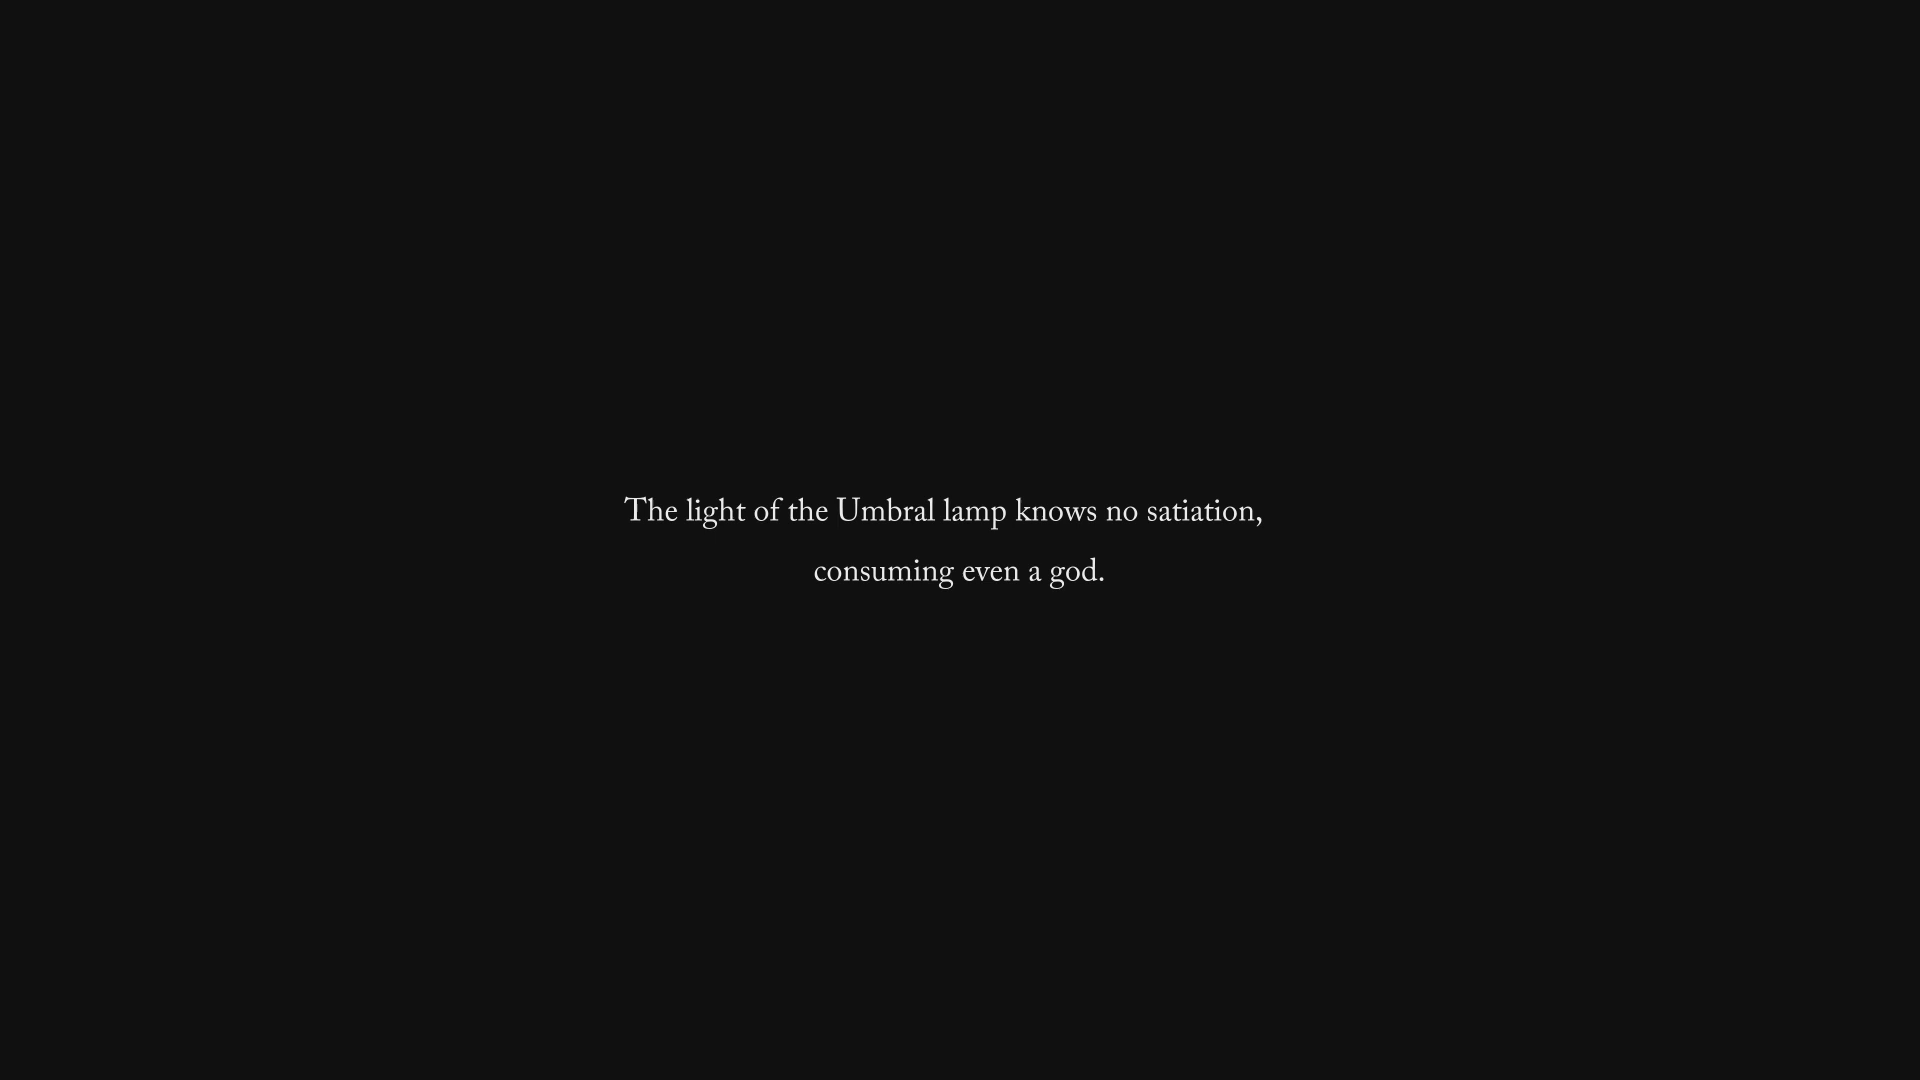 The light of the Umbral lamp knows no satiation,
consuming even a god.